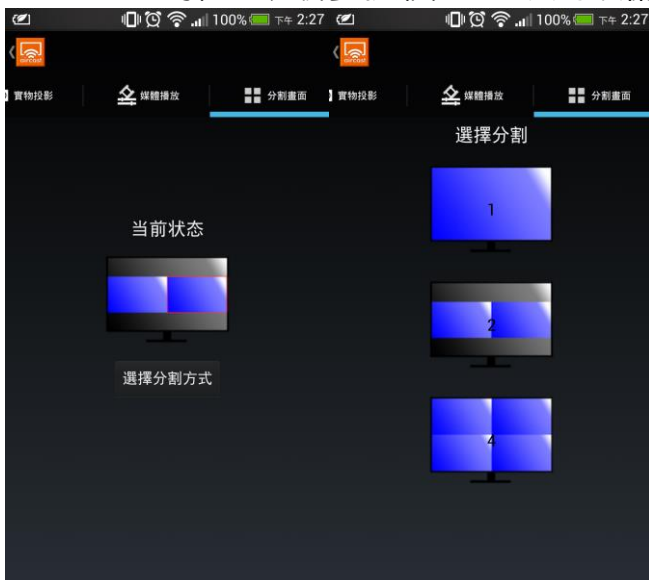 100% 下午 2:27
aircast
實物投影 媒體播放 分割畫面
当前状态
選擇分割方式
100% 下午 2:27
aircast
實物投影 媒體播放 分割畫面
選擇分割
1
2
4